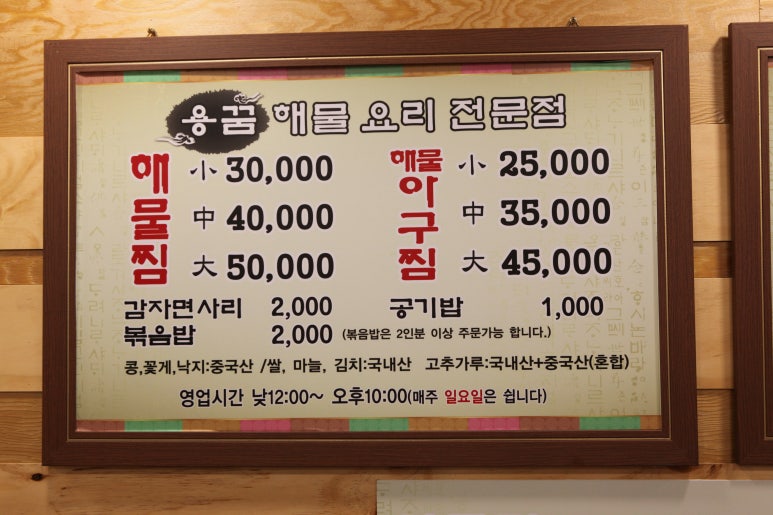 용꿈 해물 요리 전문점
해물찜
小 30,000
中 40,000
大 50,000
해물아구찜
小 25,000
中 35,000
大 45,000
감자면사리 2,000
공기밥 1,000
볶음밥 2,000 (볶음밥은 2인분 이상 주문가능 합니다.)
콩,꽃게,낙지:중국산 /쌀, 마늘, 김치:국내산 고추가루:국내산+중국산(혼합)
영업시간 낮12:00~ 오후10:00(매주 일요일은 쉽니다)